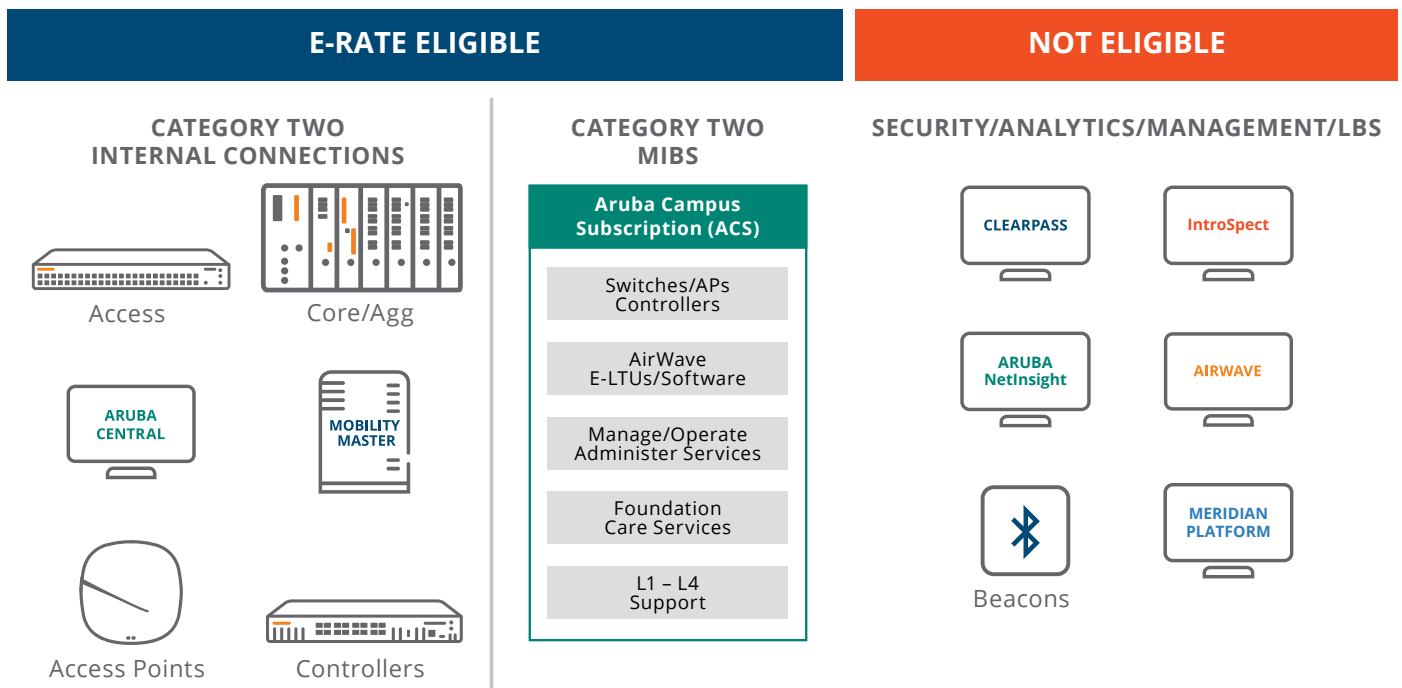 E-RATE ELIGIBLE
NOT ELIGIBLE
CATEGORY TWO
INTERNAL CONNECTIONS
Access
Core/Agg
ARUBA
CENTRAL
MOBILITY
MASTER
Access Points
Controllers
CATEGORY TWO
MIBS
Aruba Campus
Subscription (ACS)
Switches/APs
Controllers
AirWave
E-LTUs/Software
Manage/Operate
Administer Services
Foundation
Care Services
L1 – L4
Support
SECURITY/ANALYTICS/MANAGEMENT/LBS
CLEARPASS
IntroSpect
ARUBA
NetInsight
AIRWAVE
Beacons
MERIDIAN
PLATFORM